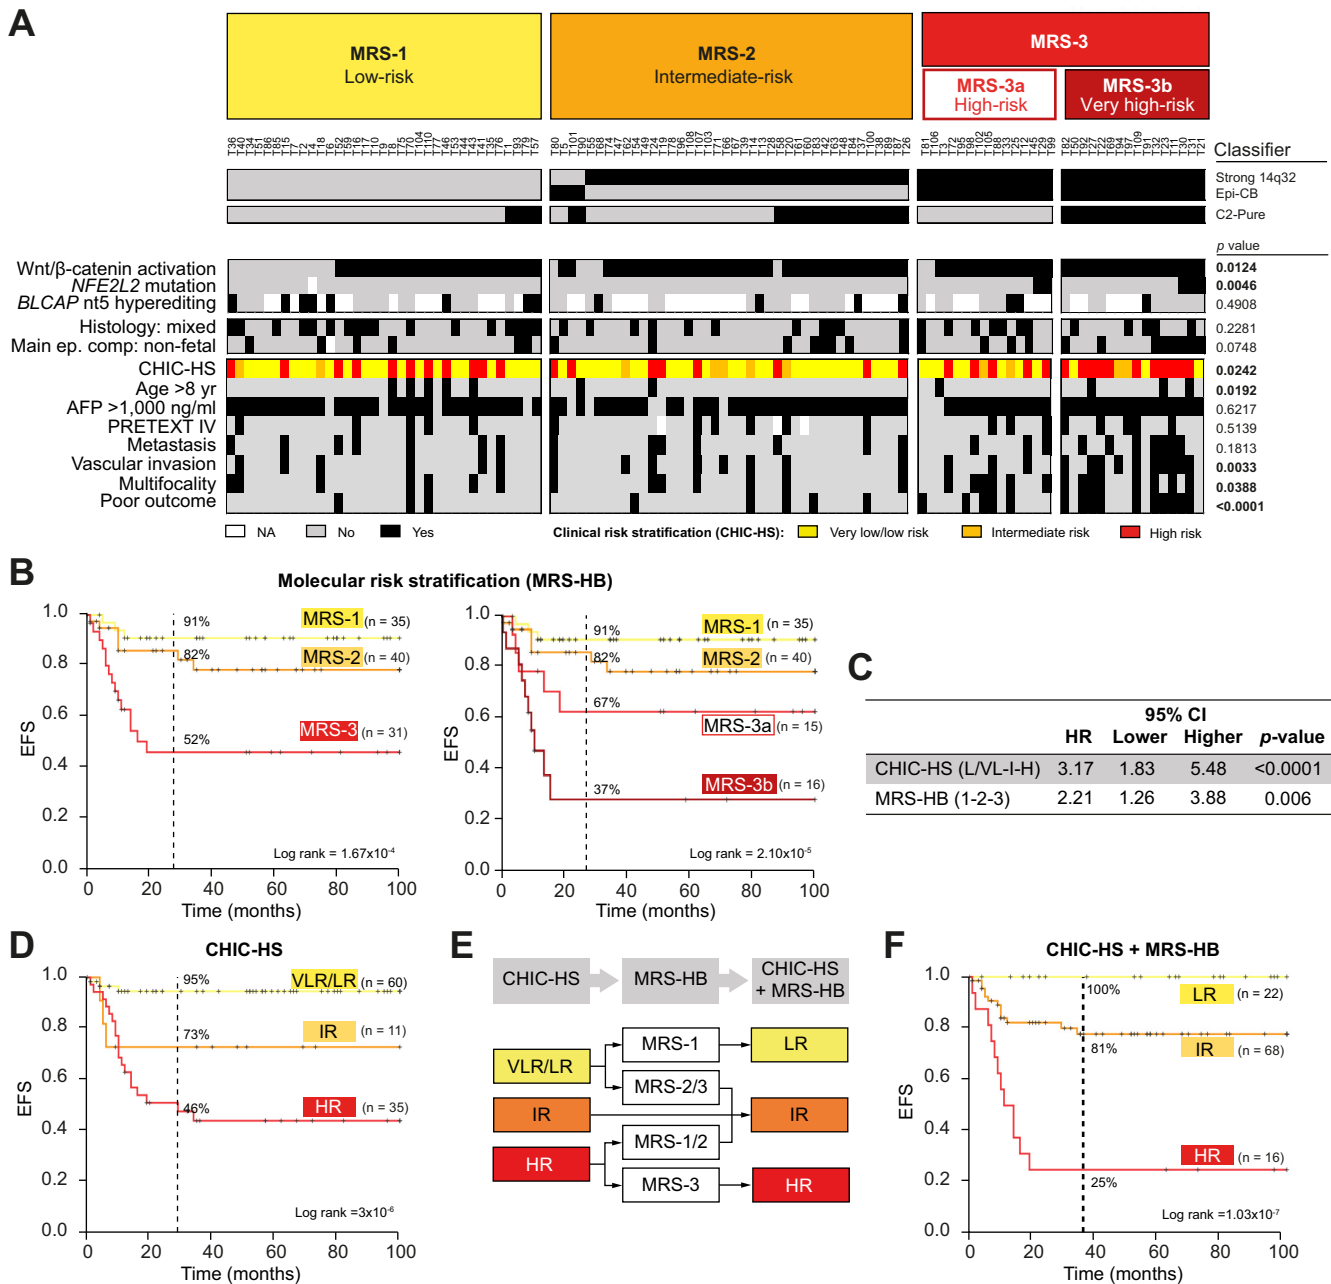 A
MRS-1
Low-risk
MRS-2
Intermediate-risk
MRS-3
MRS-3a
High-risk
MRS-3b
Very high-risk
Classifier
Strong 14q32
Epi-CB
C2-Pure
p value
Wnt/β-catenin activation 0.0124
NFE2L2 mutation 0.0046
BLCAP nt5 hyperediting 0.4908
Histology: mixed 0.2281
Main ep. comp: non-fetal 0.0748
CHIC-HS 0.0242
Age >8 yr 0.0192
AFP >1,000 ng/ml 0.6217
PRETEXT IV 0.5139
Metastasis 0.1813
Vascular invasion 0.0033
Multifocality 0.0388
Poor outcome <0.0001
NA No Yes Clinical risk stratification (CHIC-HS): Very low/low risk Intermediate risk High risk
B
Molecular risk stratification (MRS-HB)
EFS
1.0
0.8
0.6
0.4
0.2
0.0
91%
82%
52%
MRS-1 (n = 35)
MRS-2 (n = 40)
MRS-3 (n = 31)
Log rank = 1.67x10-4
0 20 40 60 80 100
Time (months)
EFS
1.0
0.8
0.6
0.4
0.2
0.0
91%
82%
67%
37%
MRS-1 (n = 35)
MRS-2 (n = 40)
MRS-3a (n = 15)
MRS-3b (n = 16)
Log rank = 2.10x10-5
0 20 40 60 80 100
Time (months)
C
95% CI
HR Lower Higher p-value
CHIC-HS (L/VL-I-H) 3.17 1.83 5.48 <0.0001
MRS-HB (1-2-3) 2.21 1.26 3.88 0.006
D
CHIC-HS
EFS
1.0
0.8
0.6
0.4
0.2
0.0
95%
73%
46%
VLR/LR (n = 60)
IR (n = 11)
HR (n = 35)
Log rank =3x10-6
0 20 40 60 80 100
Time (months)
E
CHIC-HS MRS-HB CHIC-HS + MRS-HB
VLR/LR
IR
HR
MRS-1
MRS-2/3
MRS-1/2
MRS-3
LR
IR
HR
F
CHIC-HS + MRS-HB
EFS
1.0
0.8
0.6
0.4
0.2
0.0
100%
81%
25%
LR (n = 22)
IR (n = 68)
HR (n = 16)
Log rank =1.03x10-7
0 20 40 60 80 100
Time (months)